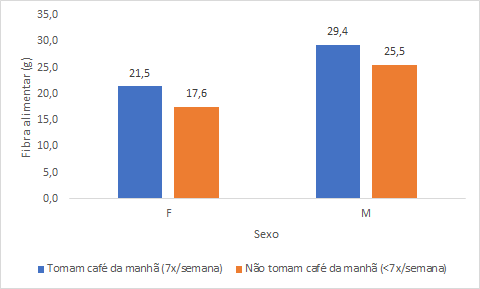 35,0
30,0
25,0
20,0
15,0
10,0
5,0
0,0
Fibra alimentar (g)
21,5
17,6
29,4
25,5
F
M
Sexo
Tomam café da manhã (7x/semana)
Não tomam café da manhã (<7x/semana)